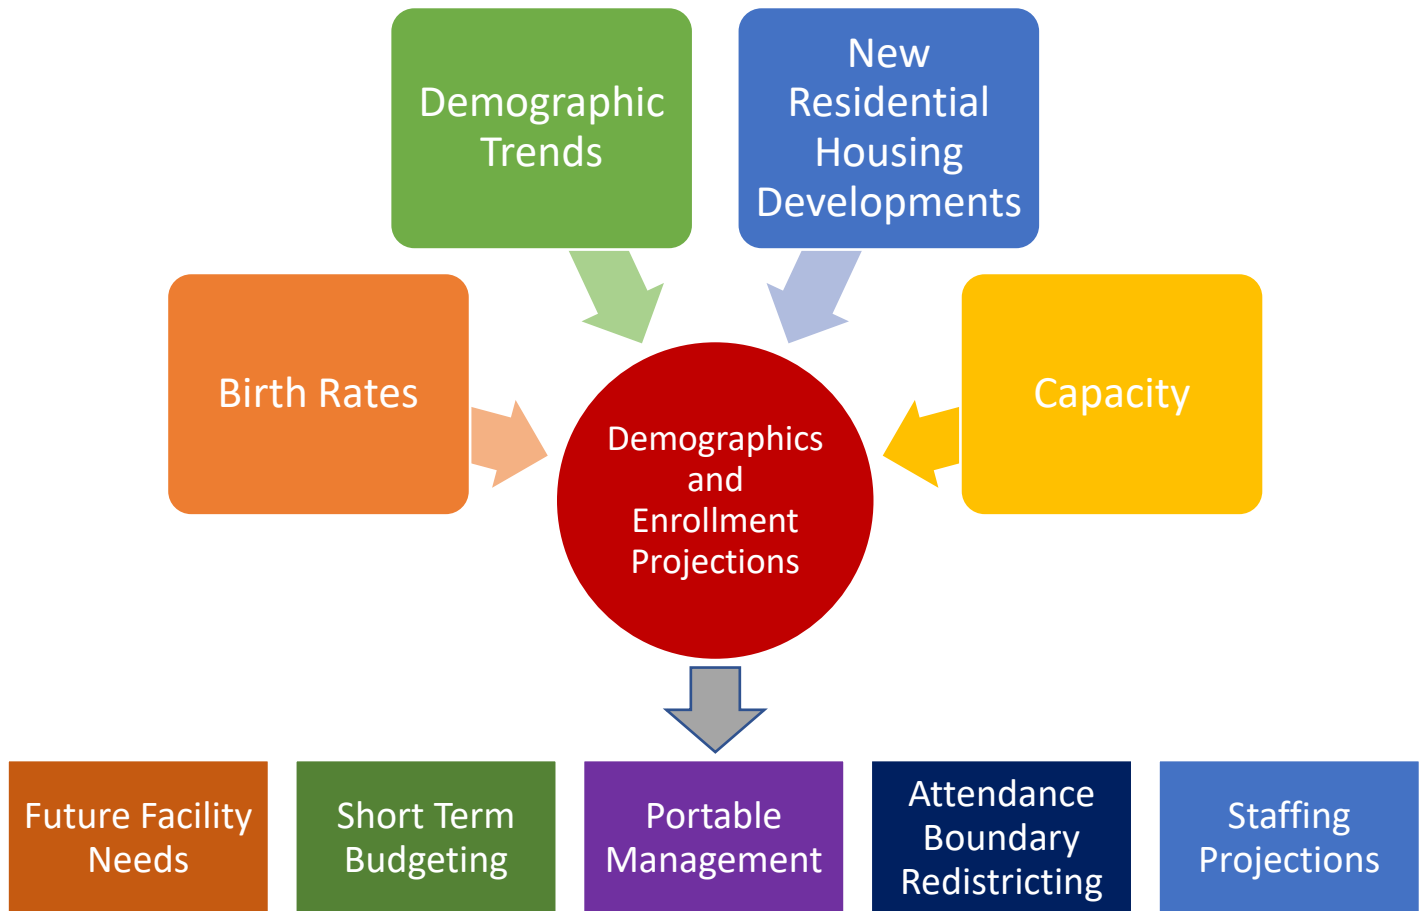 Demographic
Trends
New
Residential
Housing
Developments
Birth Rates
Capacity
Demographics
and
Enrollment
Projections
Future Facility
Needs
Short Term
Budgeting
Portable
Management
Attendance
Boundary
Redistricting
Staffing
Projections